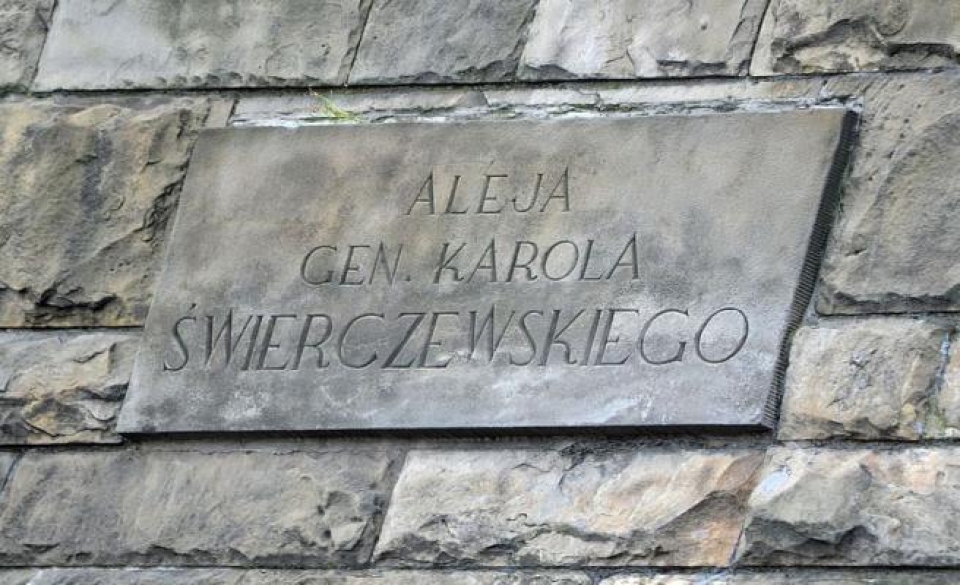 ALEJA
GEN. KAROLA
ŚWIERCZEWSKIEGO